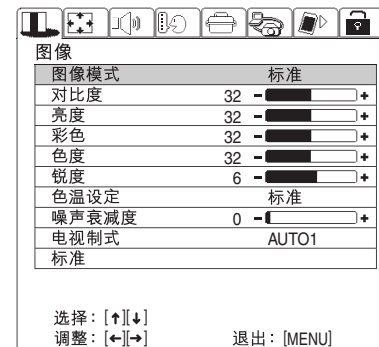 图像
图像模式 标准
对比度 32 - +
亮度 32 - +
彩色 32 - +
色度 32 - +
锐度 6 - +
色温设定 标准
噪声衰减度 0 - +
电视制式 AUTO1
标准
选择: [↑][↓]
调整: [←][→] 退出: [MENU]